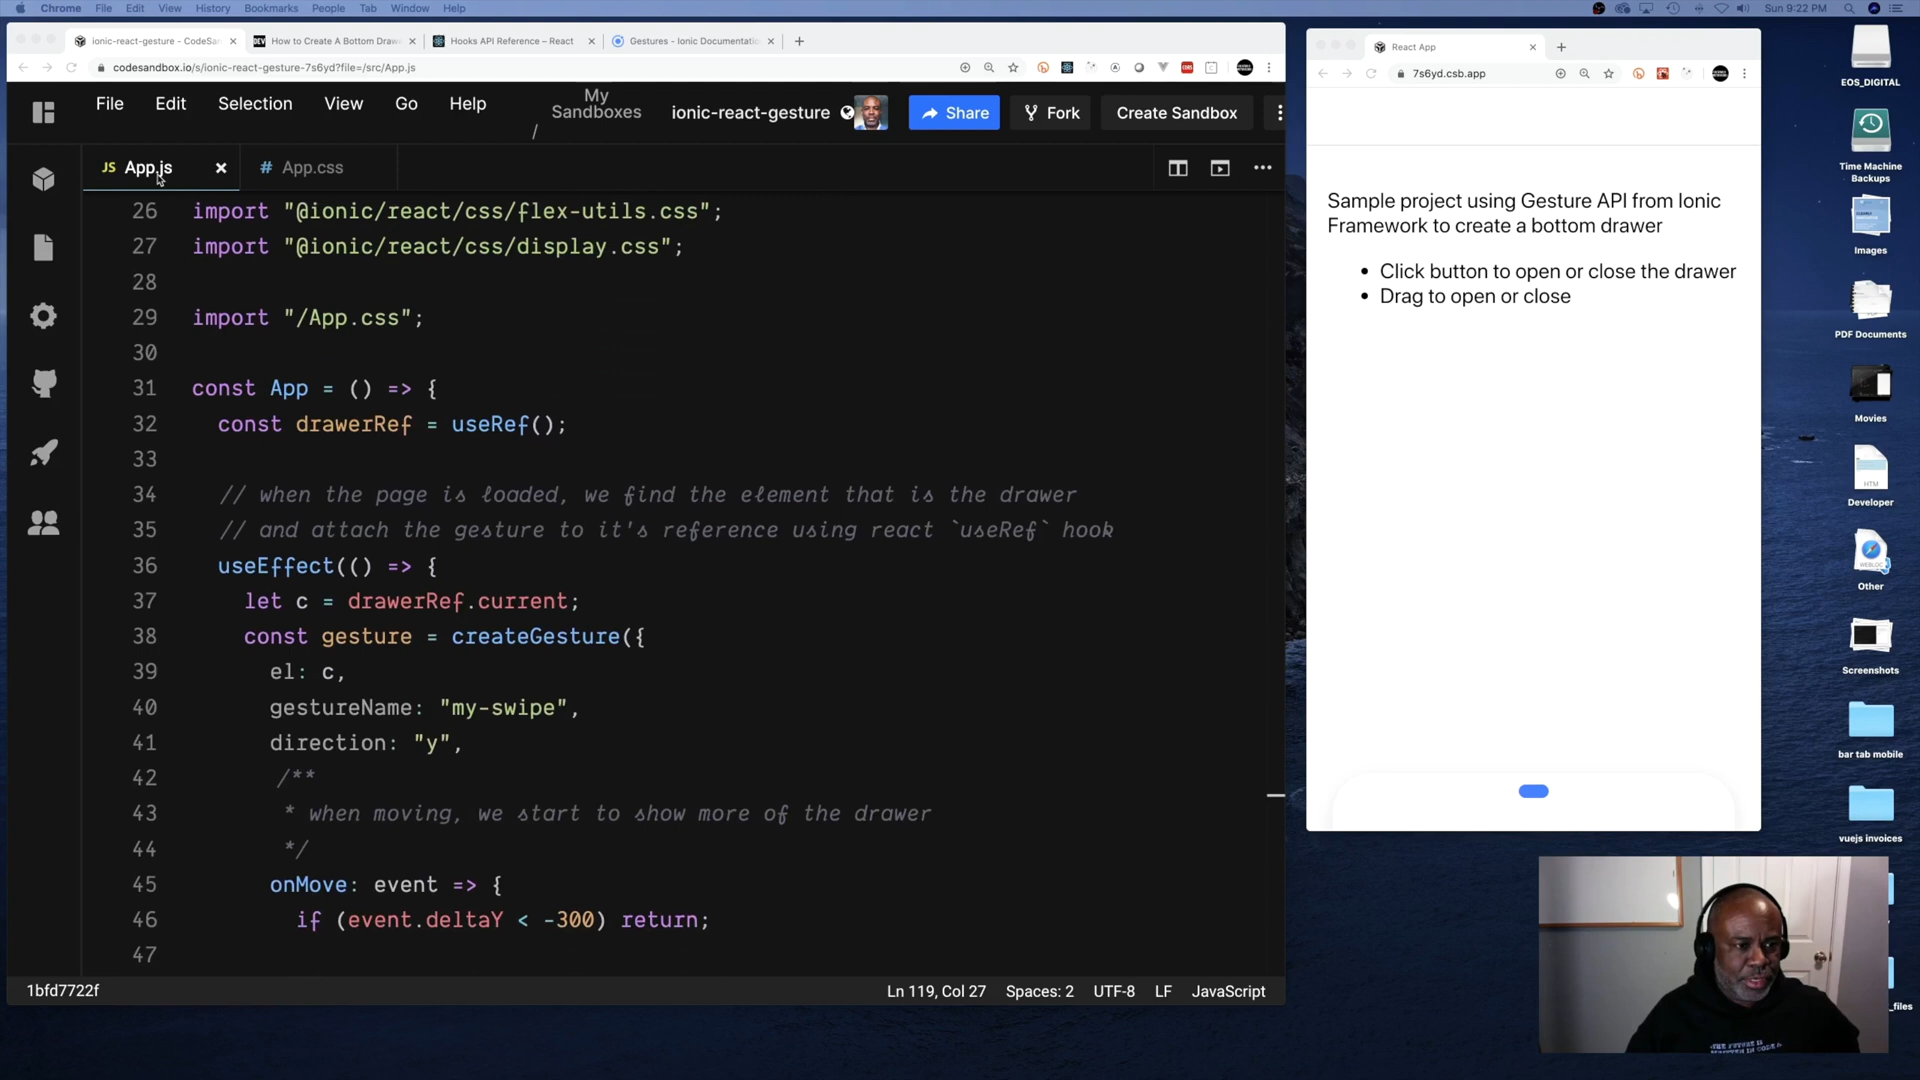 Chrome File Edit View History Bookmarks People Tab Window Help
Sun 9:22 PM
ionic-react-gesture - CodeSan
How to Create A Bottom Draw
Hooks API Reference – React
Gestures - Ionic Documentatio
codesandbox.io/s/ionic-react-gesture-7s6yd?file=/src/App.js
File Edit Selection View Go Help
My Sandboxes
/
ionic-react-gesture
Share
Fork
Create Sandbox
JS App.js
# App.css
26 import "@ionic/react/css/flex-utils.css";
27 import "@ionic/react/css/display.css";
28
29 import "/App.css";
30
31 const App = () => {
32 const drawerRef = useRef();
33
34 // when the page is loaded, we find the element that is the drawer
35 // and attach the gesture to it's reference using react `useRef` hook
36 useEffect(() => {
37 let c = drawerRef.current;
38 const gesture = createGesture({
39 el: c,
40 gestureName: "my-swipe",
41 direction: "y",
42 /**
43 * when moving, we start to show more of the drawer
44 */
45 onMove: event => {
46 if (event.deltaY < -300) return;
47
1bfd7722f
Ln 119, Col 27 Spaces: 2 UTF-8 LF JavaScript
React App
7s6yd.csb.app
Sample project using Gesture API from Ionic
Framework to create a bottom drawer
• Click button to open or close the drawer
• Drag to open or close
EOS_DIGITAL
Time Machine
Backups
Images
PDF Documents
Movies
HTM
Developer
WEBLOC
Other
Screenshots
bar tab mobile
vuejs invoices
_files